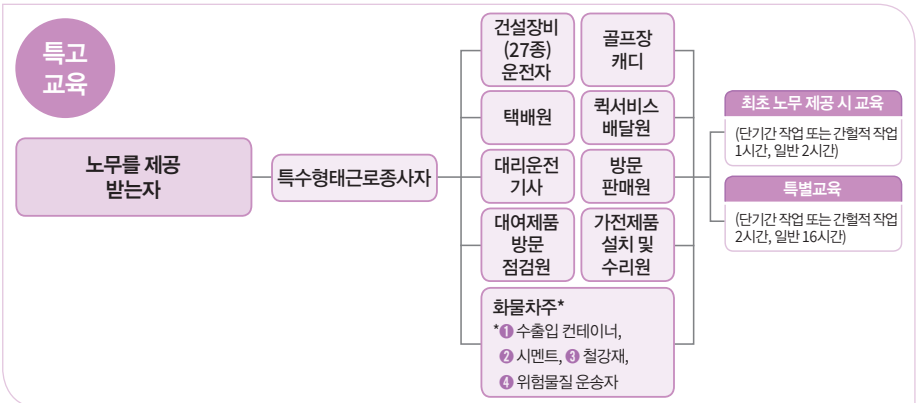 특고
교육
노무를 제공
받는자
특수형태근로종사자
건설장비
(27종)
운전자
골프장
캐디
택배원
퀵서비스
배달원
대리운전
기사
방문
판매원
대여제품
방문
점검원
가전제품
설치 및
수리원
화물차주*
*❶ 수출입 컨테이너,
❷ 시멘트, ❸ 철강재,
❹ 위험물질 운송자
최초 노무 제공 시 교육
(단기간 작업 또는 간헐적 작업
1시간, 일반 2시간)
특별교육
(단기간 작업 또는 간헐적 작업
2시간, 일반 16시간)